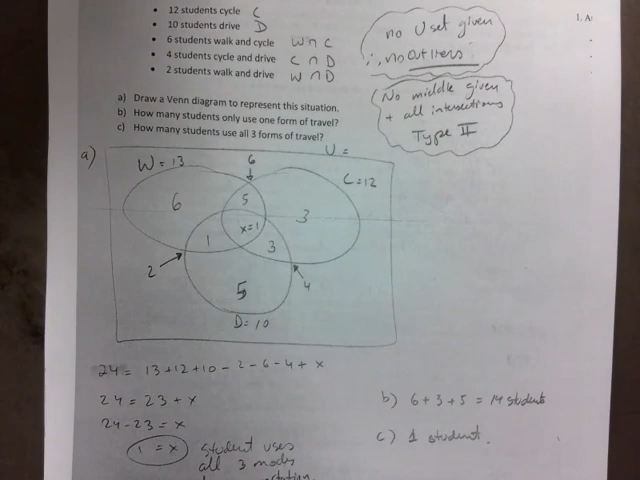 • 12 students cycle C
• 10 students drive D
• 6 students walk and cycle W ∩ C
• 4 students cycle and drive C ∩ D
• 2 students walk and drive W ∩ D
no U set given
∴ no outliers
No middle given
+ all intersections
Type II
1. A
a) Draw a Venn diagram to represent this situation.
b) How many students only use one form of travel?
c) How many students use all 3 forms of travel?
a)
U =
W = 13
6
C = 12
6
5
3
x = 1
1
3
2
5
4
D = 10
24 = 13 + 12 + 10 - 2 - 6 - 4 + x
24 = 23 + x
24 - 23 = x
1 = x
student uses
all 3 modes
b) 6 + 3 + 5 = 14 students
c) 1 student.